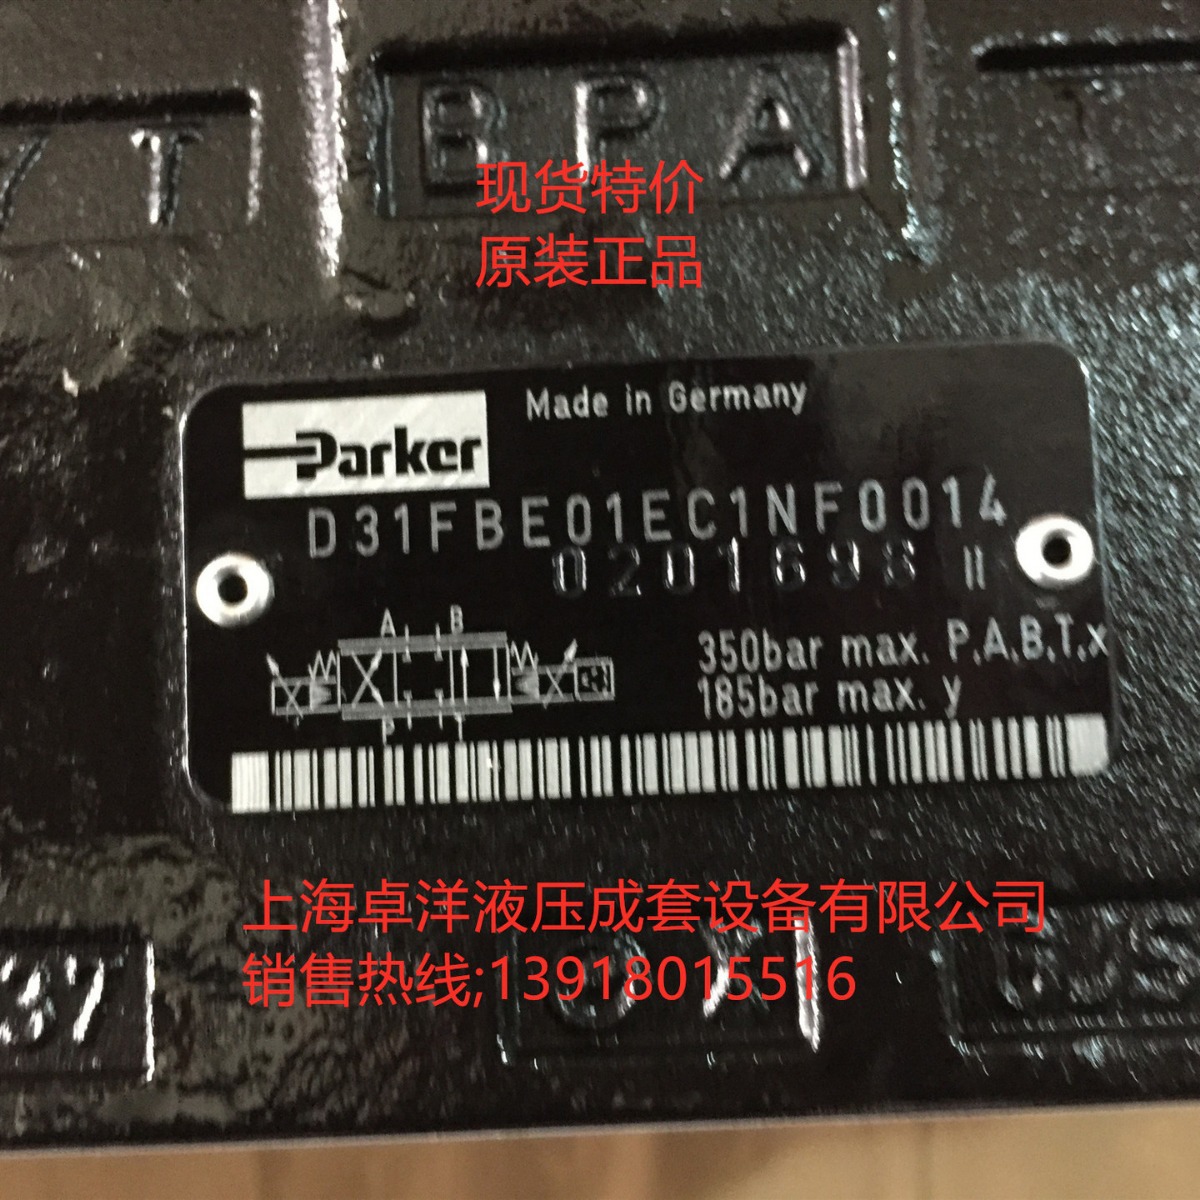 T
B P A
现货特价
原装正品
Parker
Made in Germany
D31FBE01EC1NF0014
A B
350bar max. P,A,B,T,x
185bar max. y
P T
上海卓洋液压成套设备有限公司
37
销售热线;13918015516